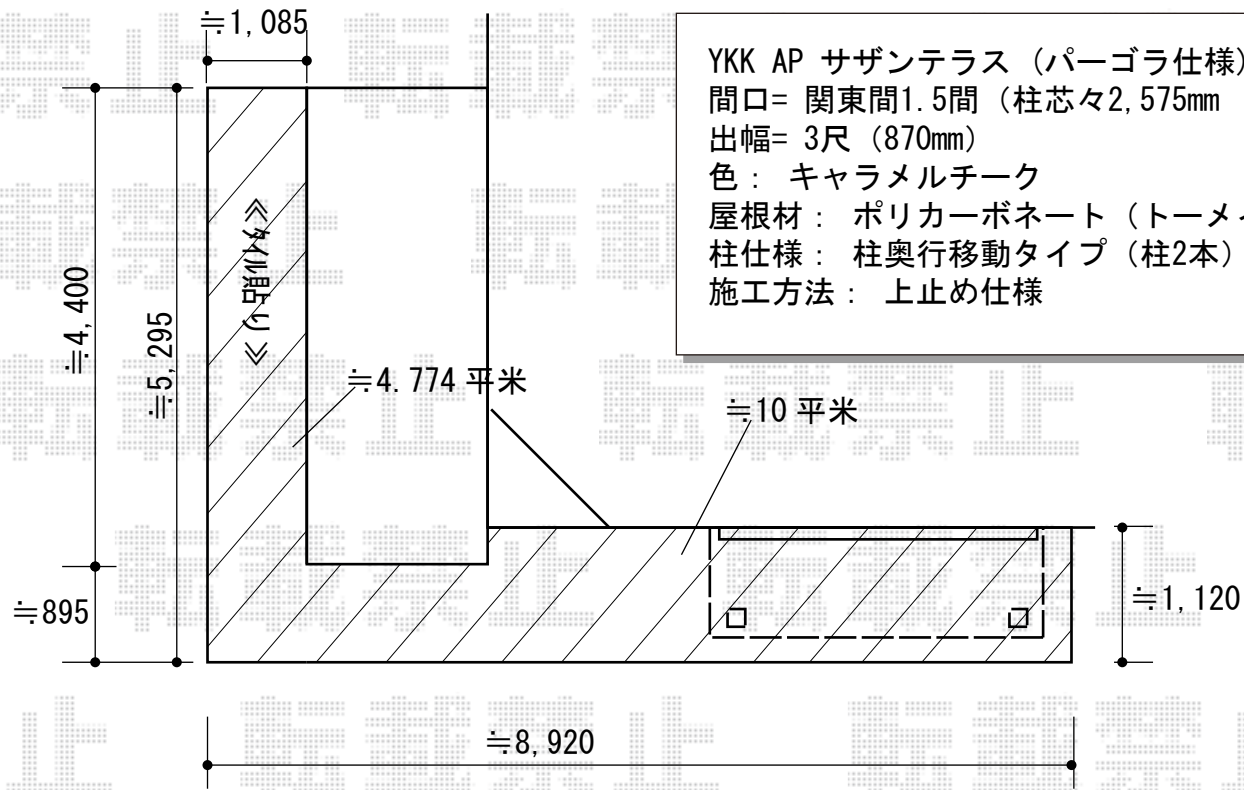 ≒1,085
YKK AP サザンテラス (パーゴラ仕様)
間口= 関東間1.5間 (柱芯々2,575mm
出幅= 3尺 (870mm)
色: キャラメルチーク
屋根材: ポリカーボネート (トーメイ
柱仕様: 柱奥行移動タイプ (柱2本)
施工方法: 上止め仕様
≪タイル貼り≫
≒4,400
≒5,295
≒4.774 平米
≒10 平米
≒895
≒1,120
≒8,920
転載禁止